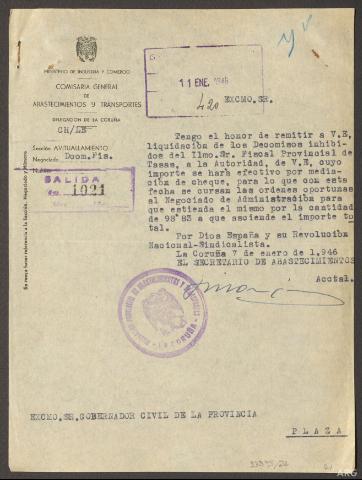 MINISTERIO DE INDUSTRIA Y COMERCIO
COMISARIA GENERAL
DE
ABASTECIMIENTOS Y TRANSPORTES
DELEGACION DE LA CORUÑA
CH/LB
Sección AVITUALLAMIENTO
Negociado Dcom.Fis.
SALIDA
1021
11 ENE. 1946
420
EXCMO.SR.
Tengo el honor de remitir a V.E,
liquidación de los Decomisos inhibi
dos del Ilmo.Sr. Fiscal Provincial de
Tasas, a la Autoridad, de V.E, cuyo
importe se hará efectivo por media-
ción de cheque, para lo que con esta
fecha se cursan las ordenes oportunas
al Negociado de Administración para
que estienda el mismo por la cantidad
de 98'85 a que asciende el importe to
tal.
Por Dios España y su Revolución
Nacional-Sindicalista.
La Coruña 7 de enero de 1.946
EL SECRETARIO DE ABASTECIMIENTOS
Acctal.
LA CORUÑA
EXCMO.SR.GOBERNADOR CIVIL DE LA PROVINCIA
PLAZA
ARG